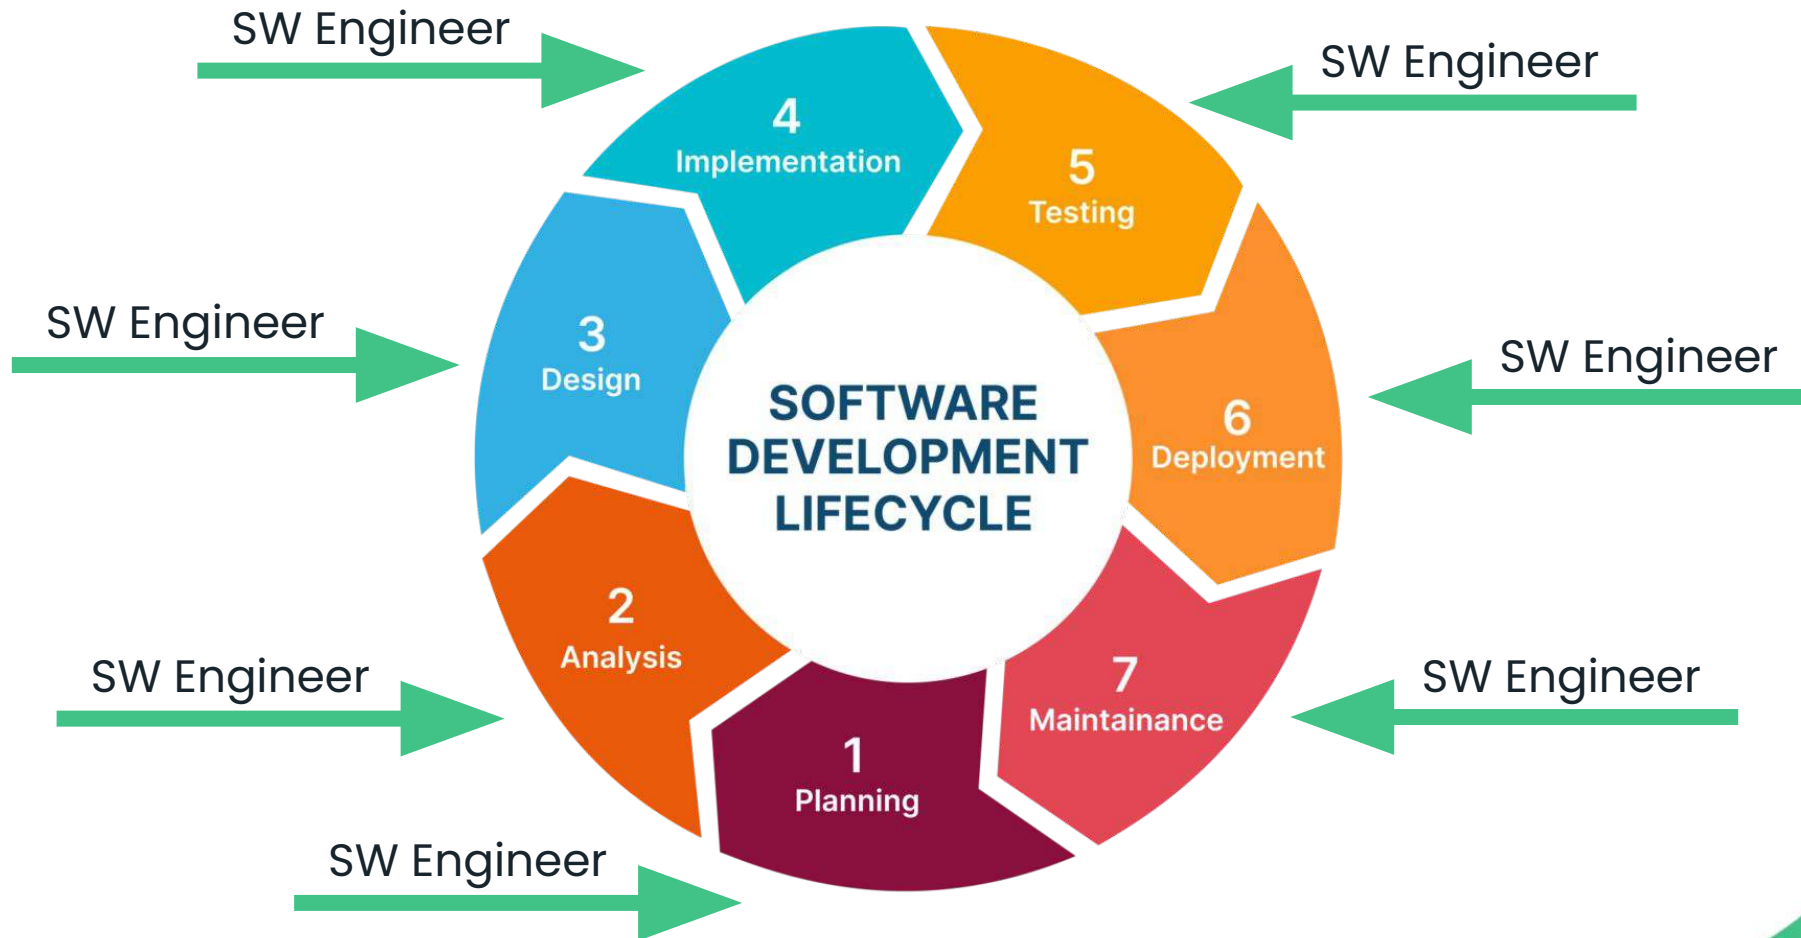 SW Engineer
SW Engineer
4
Implementation
5
Testing
SW Engineer
3
Design
SW Engineer
6
Deployment
SOFTWARE
DEVELOPMENT
LIFECYCLE
2
Analysis
SW Engineer
7
Maintainance
SW Engineer
1
Planning
SW Engineer